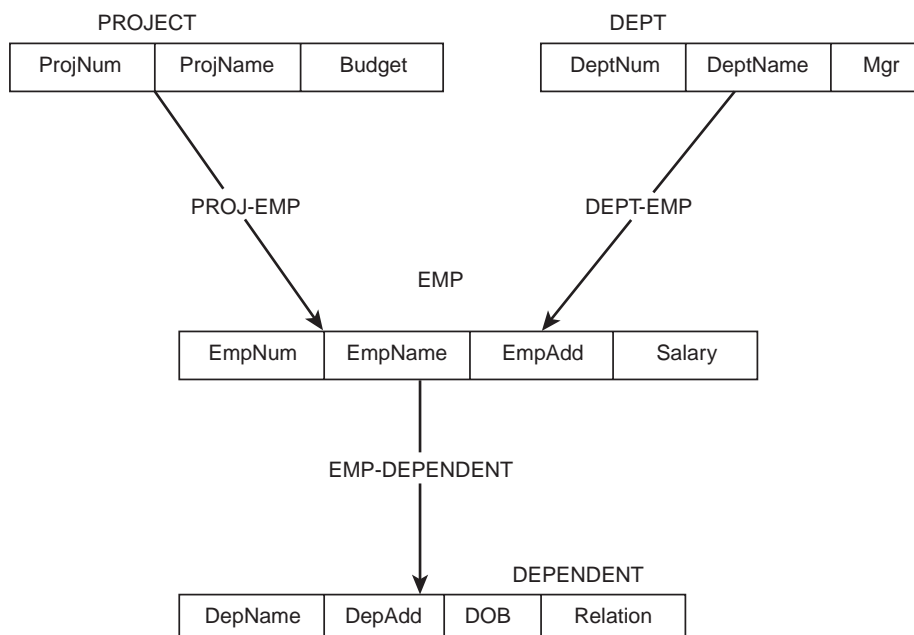 PROJECT
ProjNum ProjName Budget
DEPT
DeptNum DeptName Mgr
PROJ-EMP
DEPT-EMP
EMP
EmpNum EmpName EmpAdd Salary
EMP-DEPENDENT
DEPENDENT
DepName DepAdd DOB Relation